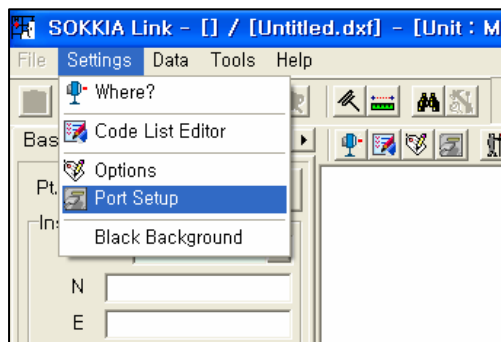 SOKKIA Link - [] / [Untitled.dxf] - [Unit : M
File Settings Data Tools Help
Where?
Code List Editor
Bas
Options
Pt.
Port Setup
Ins
Black Background
N
E